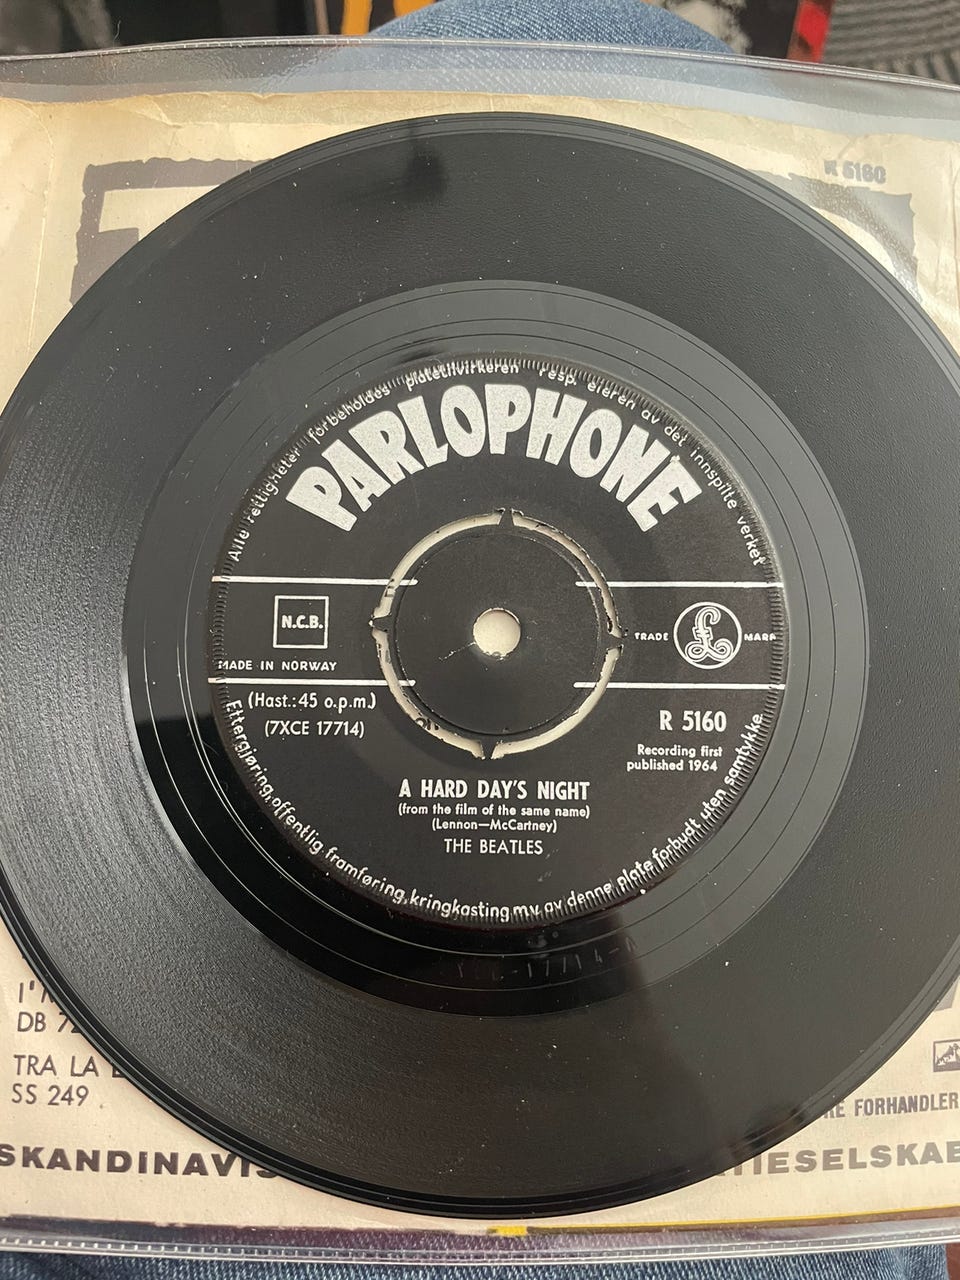 R 5160
Alle rettigheter forbeholdes platetilvirkeren resp. eieren av det innspilte verket
PARLOPHONE
N.C.B.
TRADE £ MARK
MADE IN NORWAY
(Hast.: 45 o.p.m.)
(7XCE 17714)
R 5160
Recording first
published 1964
A HARD DAY'S NIGHT
(from the film of the same name)
(Lennon—McCartney)
THE BEATLES
Ettergjøring, offentlig framføring, kringkasting m.v. av denne plate forbudt uten samtykke
DB
TRA LA
SS 249
FORHANDLER